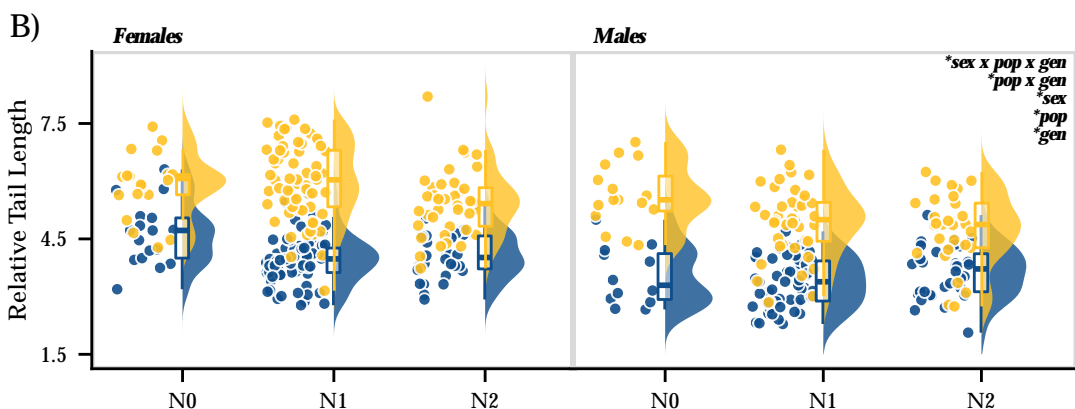 B)
Females
Males
*sex x pop x gen
*pop x gen
*sex
*pop
*gen
Relative Tail Length
7.5
4.5
1.5
N0
N1
N2
N0
N1
N2